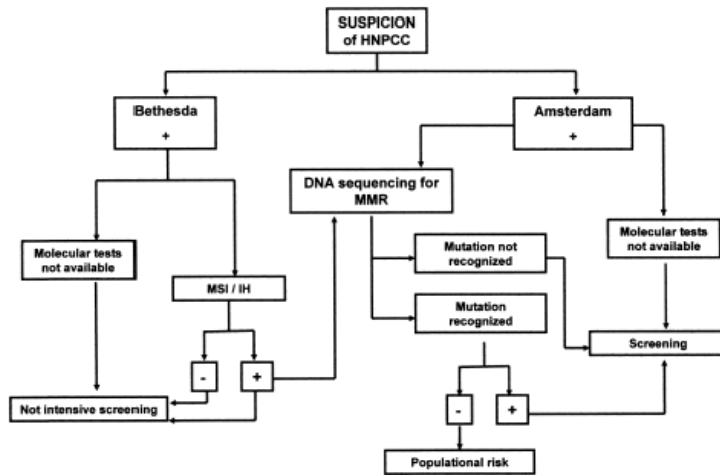 SUSPICION
of HNPCC
Bethesda
+
Amsterdam
+
DNA sequencing for
MMR
Molecular tests
not available
Mutation not
recognized
Molecular tests
not available
MSI / IH
Mutation
recognized
Screening
-
+
Not intensive screening
-
+
Populational risk